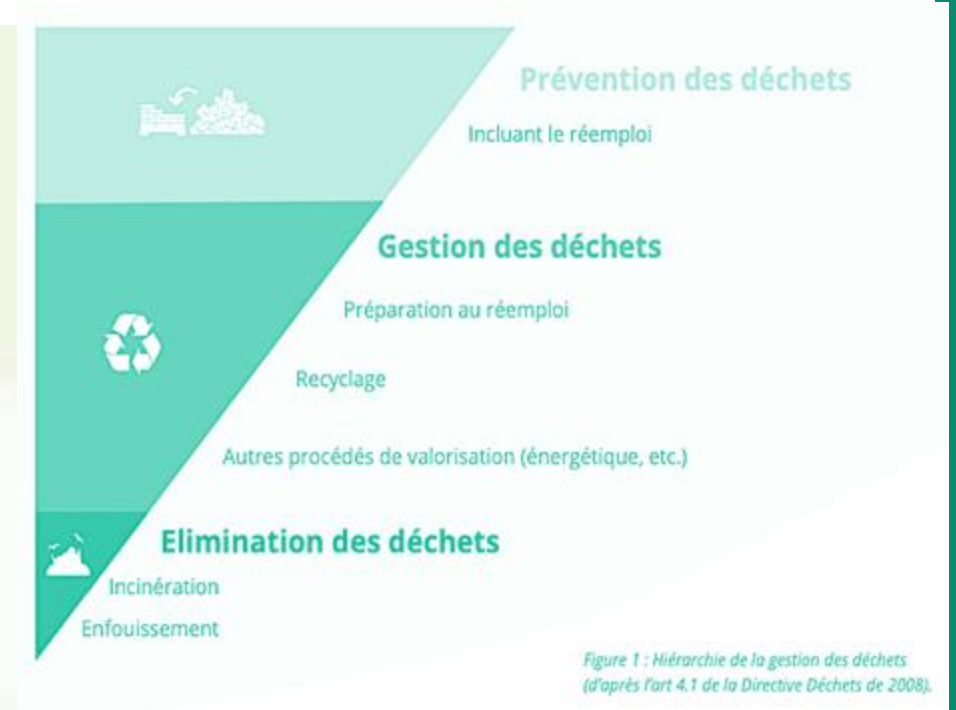 Prévention des déchets
Incluant le réemploi
Gestion des déchets
Préparation au réemploi
Recyclage
Autres procédés de valorisation (énergétique, etc.)
Elimination des déchets
Incinération
Enfouissement
Figure 1 : Hiérarchie de la gestion des déchets
(d'après l'art 4.1 de la Directive Déchets de 2008),